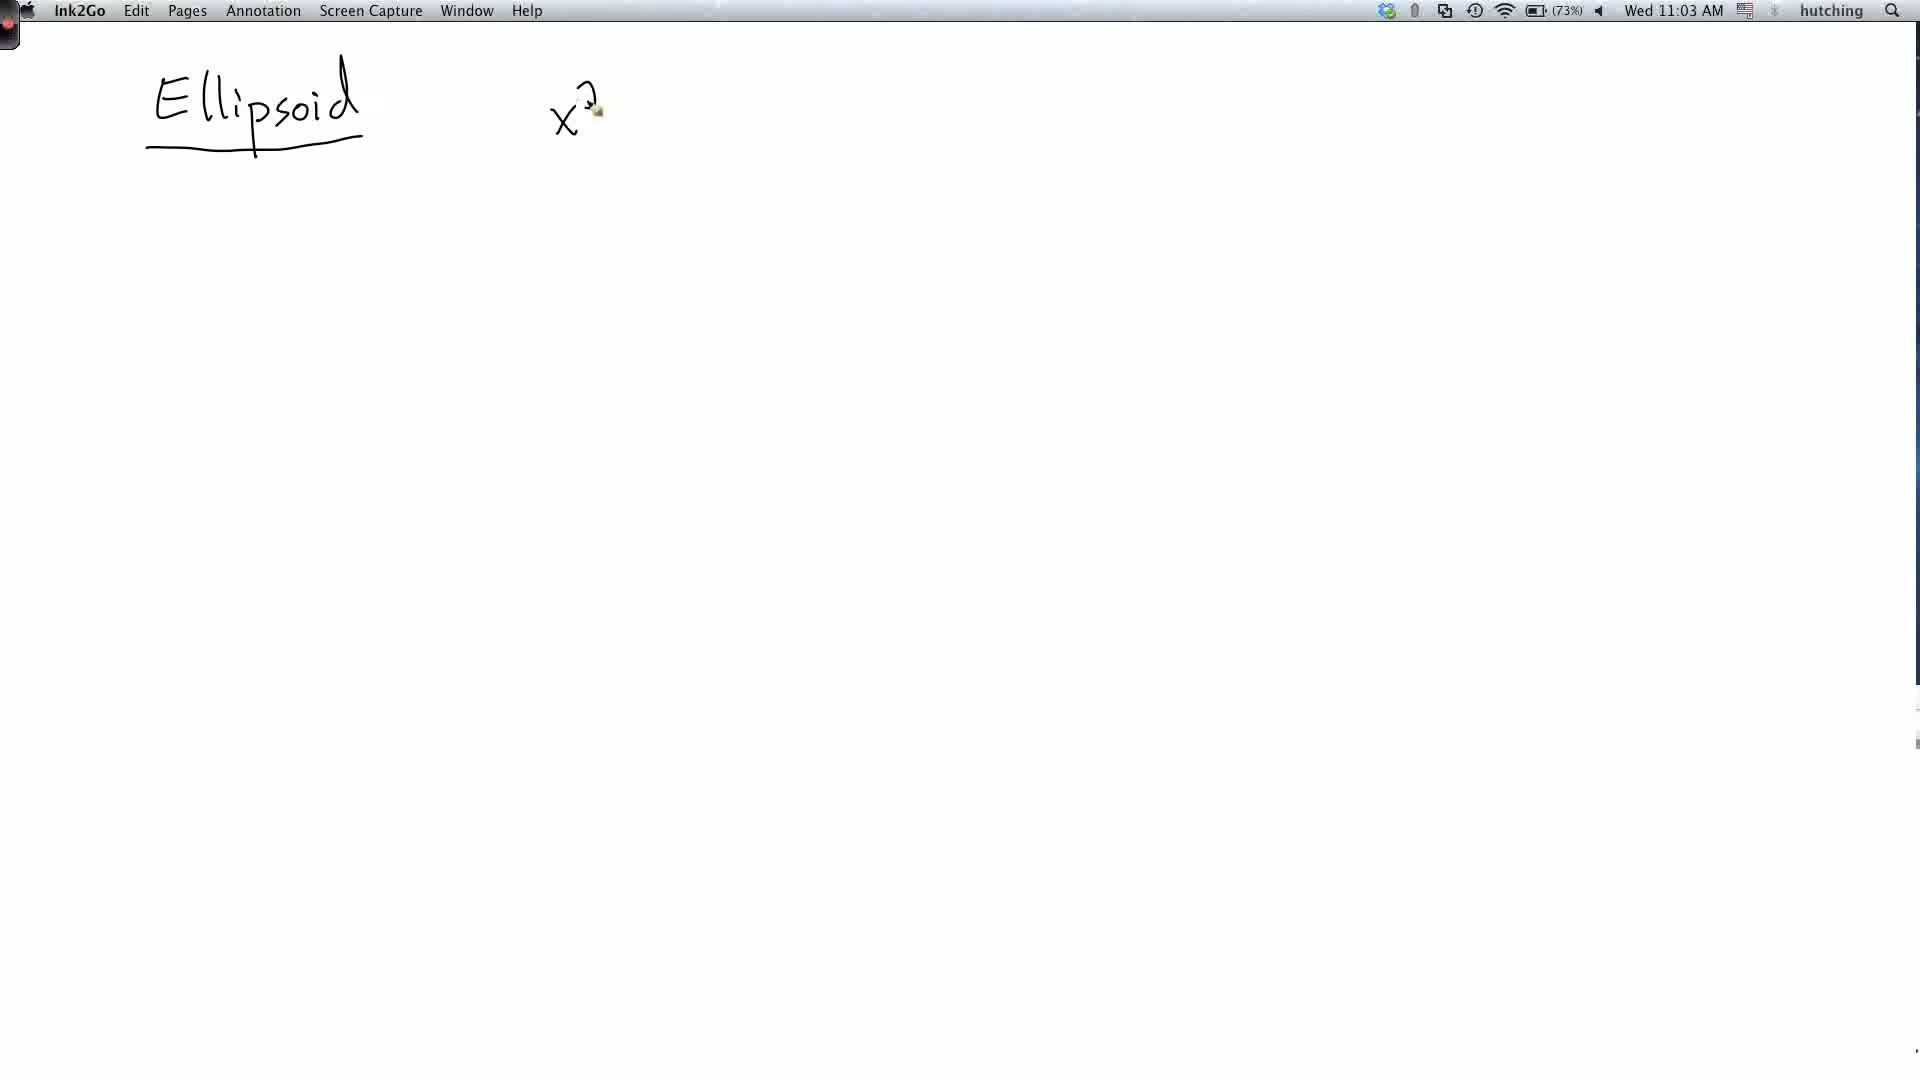 Ink2Go Edit Pages Annotation Screen Capture Window Help (73%) Wed 11:03 AM hutching
Ellipsoid x²